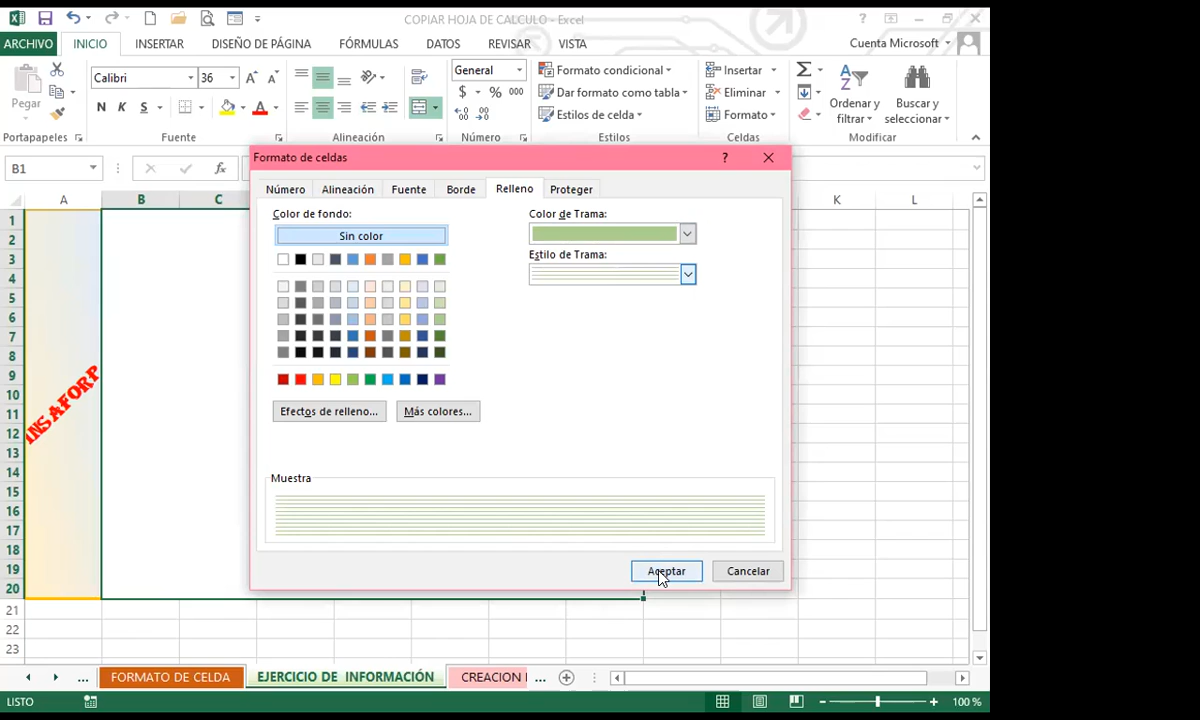 COPIAR HOJA DE CALCULO - Excel
ARCHIVO INICIO INSERTAR DISEÑO DE PÁGINA FÓRMULAS DATOS REVISAR VISTA Cuenta Microsoft
Pegar
Portapapeles
Calibri 36
N K S
Fuente
Alineación
General
$ % 000
Número
Formato condicional
Dar formato como tabla
Estilos de celda
Estilos
Insertar
Eliminar
Formato
Celdas
Ordenar y filtrar
Buscar y seleccionar
Modificar
B1
fx
A B C K L
1
2
3
4
5
6
7
8
9
10
11
12
13
14
15
16
17
18
19
20
21
22
23
INSAFORP
Formato de celdas
Número Alineación Fuente Borde Relleno Proteger
Color de fondo:
Sin color
Efectos de relleno... Más colores...
Color de Trama:
Estilo de Trama:
Muestra
Aceptar Cancelar
... FORMATO DE CELDA EJERCICIO DE INFORMACIÓN CREACION ...
LISTO 100 %